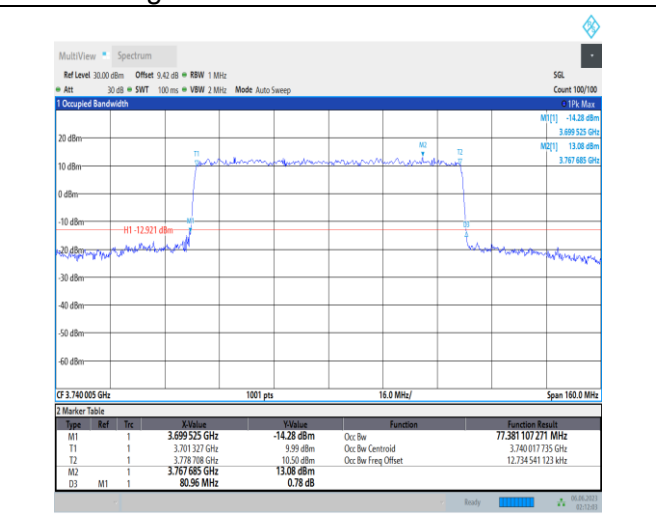 MultiView Spectrum
Ref Level 30.00 dBm Offset 9.42 dB RBW 1 MHz SGL
Att 30 dB SWT 100 ms VBW 2 MHz Mode Auto Sweep Count 100/100
1 Occupied Bandwidth 1Pk Max
M1[1] -14.28 dBm
3.699 525 GHz
M2[1] 13.08 dBm
3.767 685 GHz
20 dBm
M2
T1 T2
10 dBm
0 dBm
-10 dBm
M1 D3
H1 -12.921 dBm
-20 dBm
-30 dBm
-40 dBm
-50 dBm
-60 dBm
CF 3.740 005 GHz 1001 pts 16.0 MHz/ Span 160.0 MHz
2 Marker Table
Type Ref Trc X-Value Y-Value Function Function Result
M1 1 3.699 525 GHz -14.28 dBm Occ Bw 77.381 107 271 MHz
T1 1 3.701 327 GHz 9.99 dBm Occ Bw Centroid 3.740 017 735 GHz
T2 1 3.778 708 GHz 10.50 dBm Occ Bw Freq Offset 12.734 541 123 kHz
M2 1 3.767 685 GHz 13.08 dBm
D3 M1 1 80.96 MHz 0.78 dB
Ready